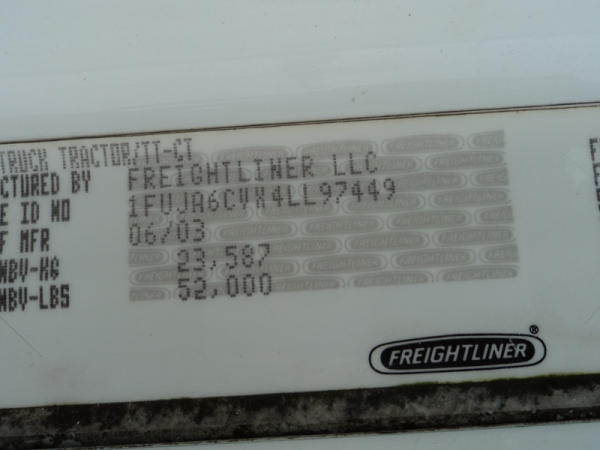 TRUCK TRACTOR/TT-CT
CTURED BY FREIGHTLINER LLC
E ID NO 1FUJA6CVX4LL97449
F MFR 06/03
WBV-KG 23,587
WBV-LBS 52,000
FREIGHTLINER®